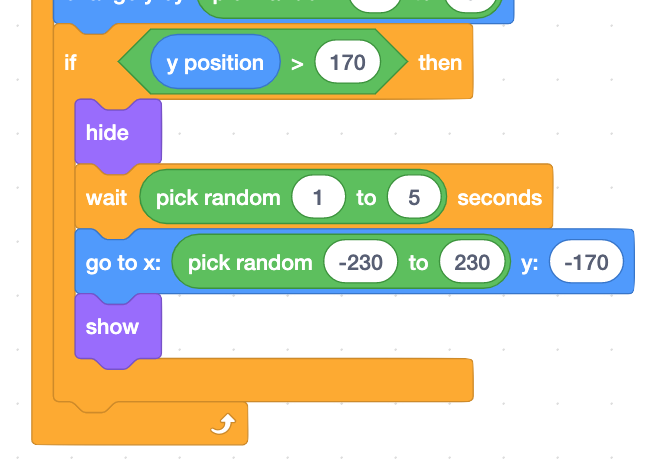 if y position > 170 then
hide
wait pick random 1 to 5 seconds
go to x: pick random -230 to 230 y: -170
show